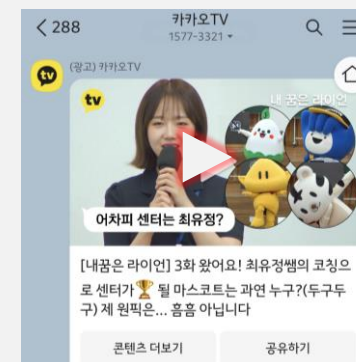 288
카카오TV
1577-3321
(광고) 카카오TV
tv
tv
내 꿈은 라이언
어차피 센터는 최유정?
[내꿈은 라이언] 3화 왔어요! 최유정쌤의 코칭으
로 센터가🏆 될 마스코트는 과연 누구?(두구두
구) 제 원픽은... 흠흠 아닙니다
콘텐츠 더보기
공유하기